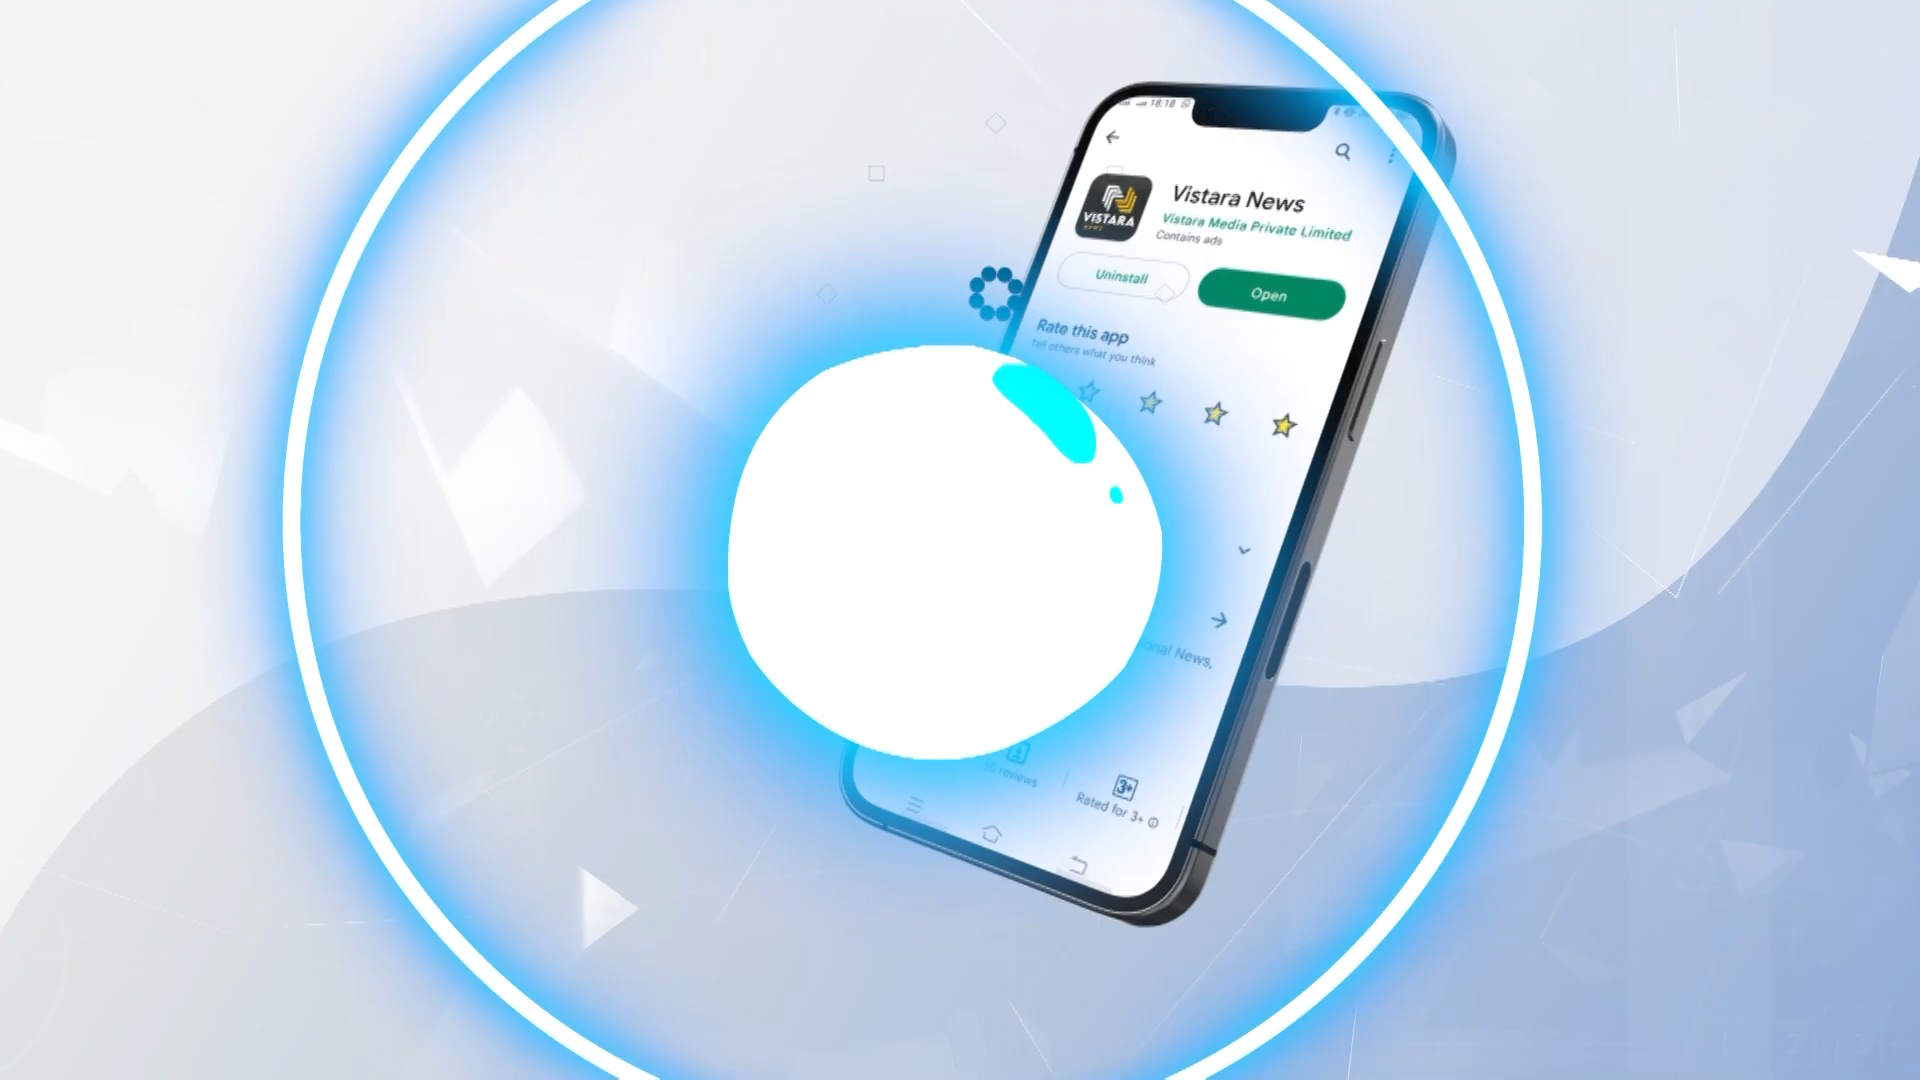 18:18
Vistara News
VISTARA
NEWS
Vistara Media Private Limited
Contains ads
Uninstall
Open
Rate this app
Tell others what you think
News,
reviews
3+
Rated for 3+